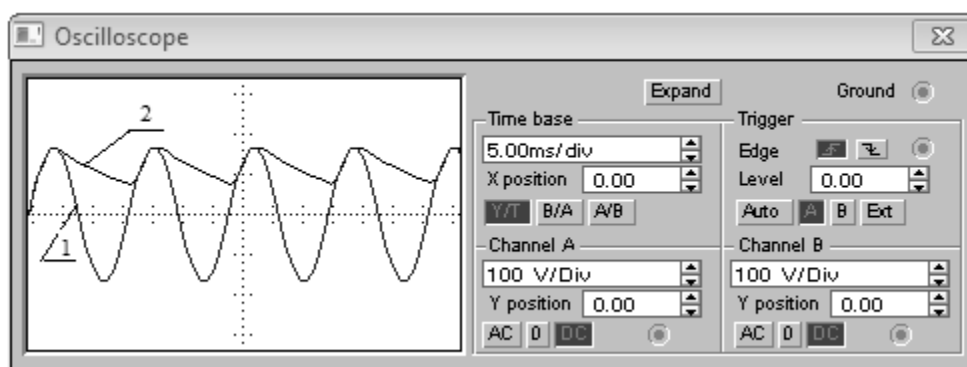 Oscilloscope
2
1
Expand
Ground
Time base
5.00ms/div
X position 0.00
Y/T B/A A/B
Trigger
Edge
Level 0.00
Auto A B Ext
Channel A
100 V/Div
Y position 0.00
AC 0 DC
Channel B
100 V/Div
Y position 0.00
AC 0 DC